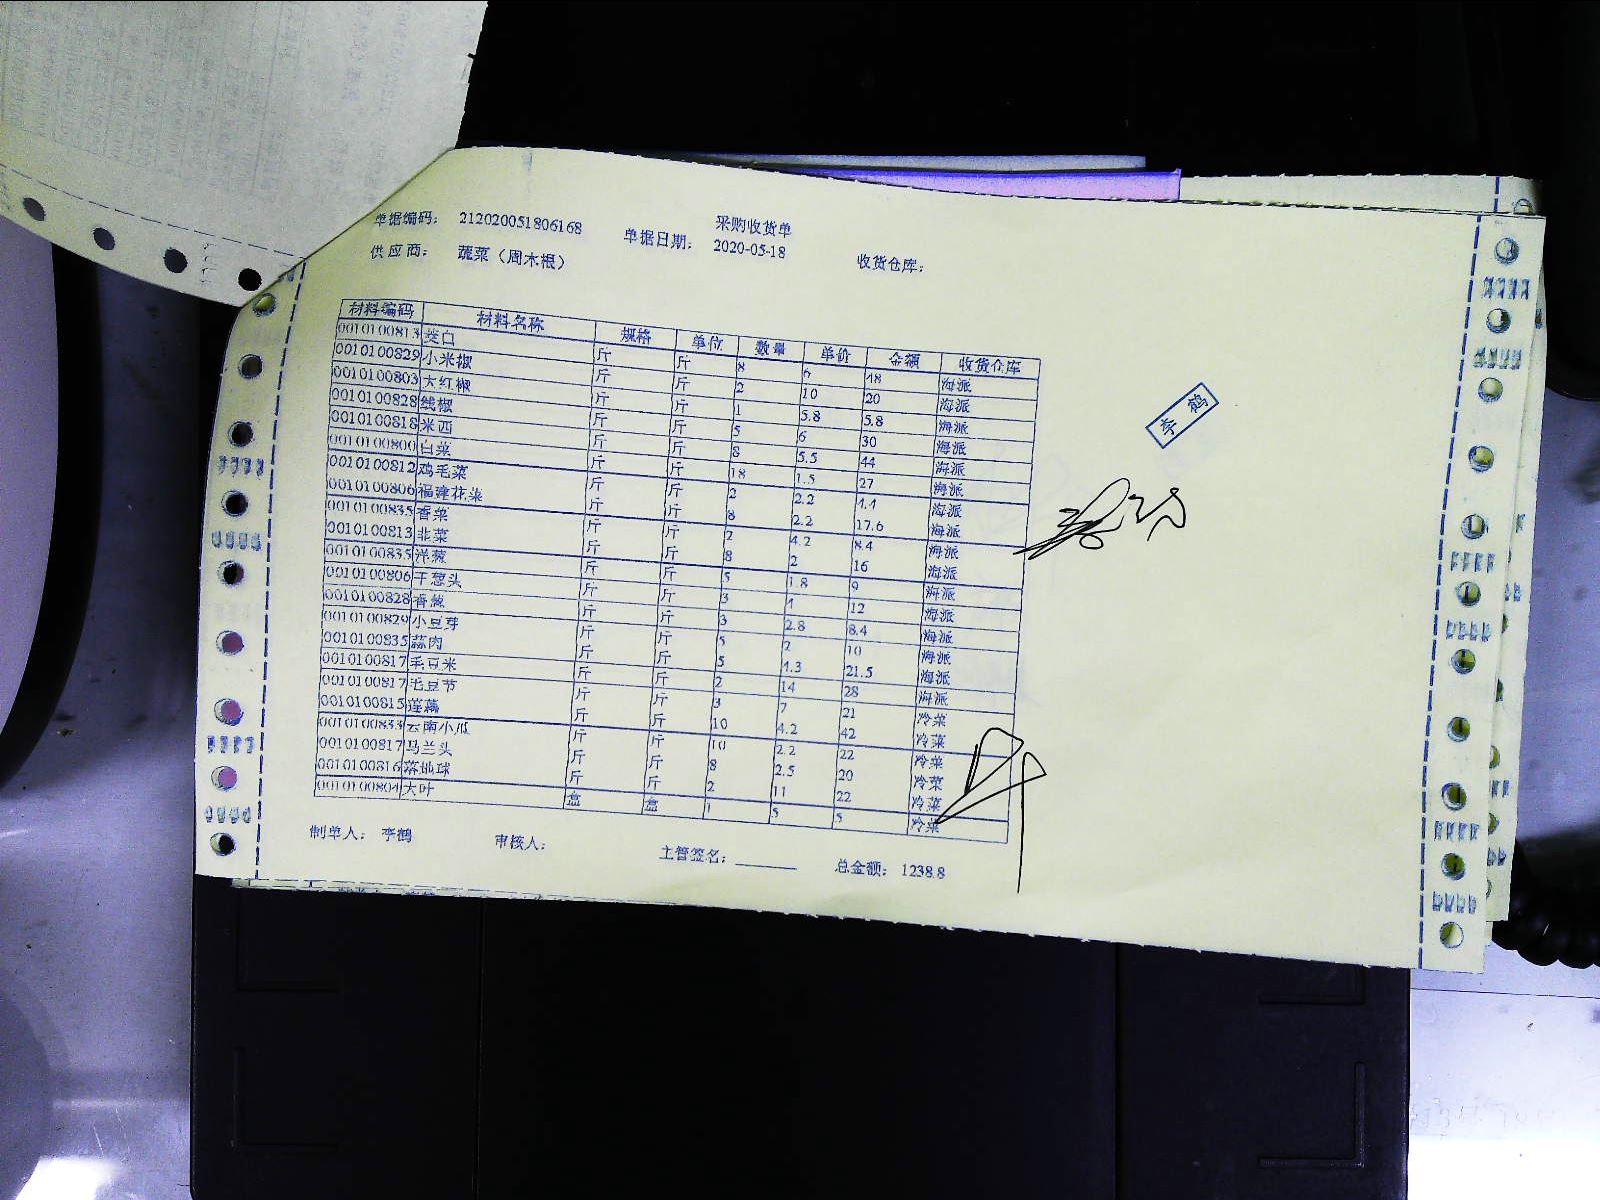 采购收货单
单据编码: 212020051806168 单据日期: 2020-05-18 收货仓库:
供应商: 蔬菜（周木根）
材料编码 材料名称 规格 单位 数量 单价 金额 收货仓库
0010100813 茭白 斤 斤 8 6 48 海派
0010100829 小米椒 斤 斤 2 10 20 海派
0010100803 大红椒 斤 斤 1 5.8 5.8 海派
0010100828 线椒 斤 斤 5 6 30 海派
0010100818 米西 斤 斤 8 5.5 44 海派
0010100800 白菜 斤 斤 18 1.5 27 海派
0010100812 鸡毛菜 斤 斤 2 2.2 4.4 海派
0010100806 福建花菜 斤 斤 8 2.2 17.6 海派
0010100835 香菜 斤 斤 2 4.2 8.4 海派
0010100813 韭菜 斤 斤 8 2 16 海派
0010100835 洋葱 斤 斤 5 1.8 9 海派
0010100806 干葱头 斤 斤 3 4 12 海派
0010100828 香葱 斤 斤 3 2.8 8.4 海派
0010100829 小豆芽 斤 斤 5 2 10 海派
0010100835 蒜肉 斤 斤 5 4.3 21.5 海派
0010100817 毛豆米 斤 斤 2 14 28 海派
0010100817 毛豆节 斤 斤 3 7 21 冷菜
0010100815 莲藕 斤 斤 10 4.2 42 冷菜
0010100833 云南小瓜 斤 斤 10 2.2 22 冷菜
0010100817 马兰头 斤 斤 8 2.5 20 冷菜
0010100816 落地球 斤 斤 2 11 22 冷菜
0010100804 大叶 盒 盒 1 5 5 冷菜
制单人: 李鹤 审核人: 主管签名: 总金额: 1238.8
李鹤